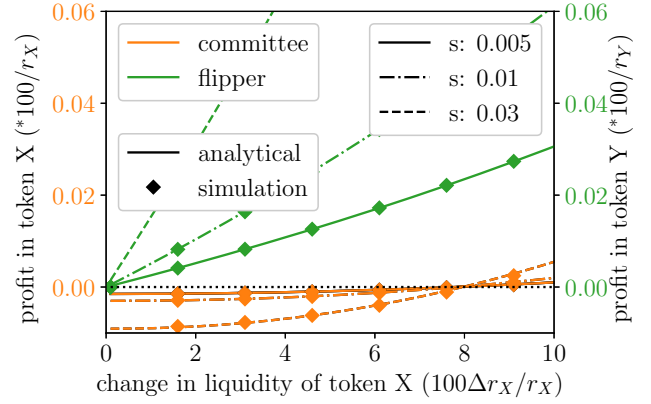 0.06
0.04
0.02
0.00
profit in token X (*100/r_X)
committee
flipper
analytical
simulation
s: 0.005
s: 0.01
s: 0.03
0.06
0.04
0.02
0.00
profit in token Y (*100/r_Y)
0
2
4
6
8
10
change in liquidity of token X (100Δr_X/r_X)